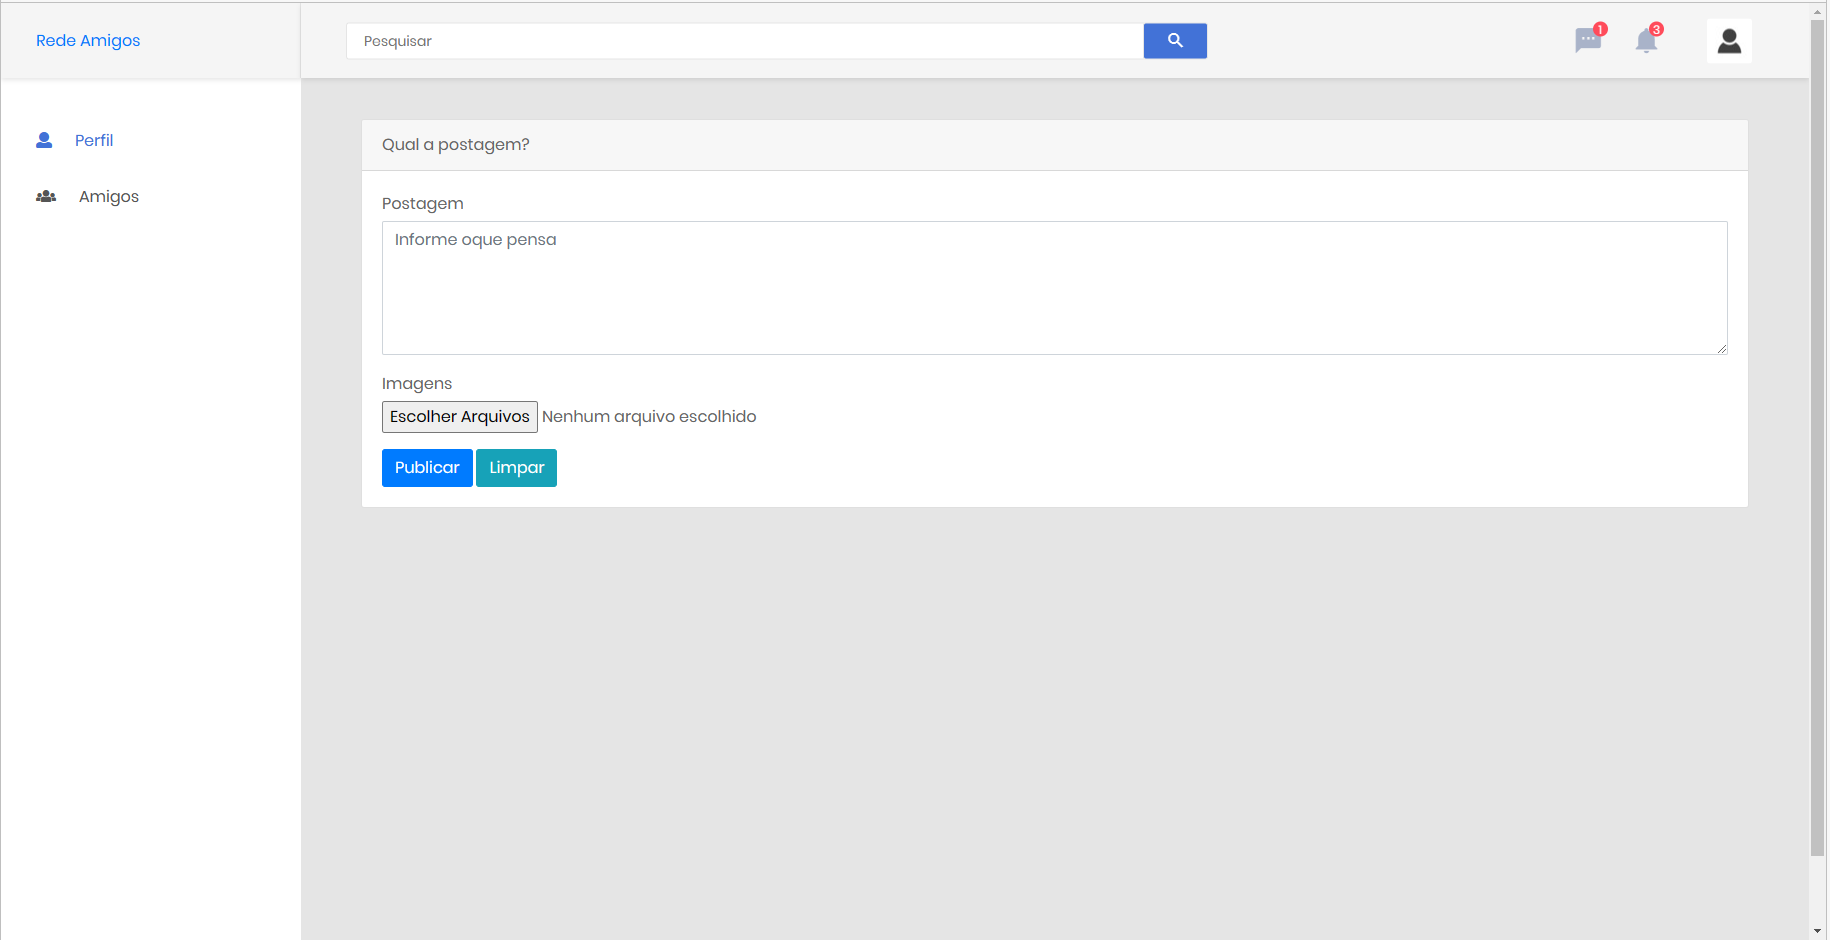 Rede Amigos
Pesquisar
1
3
Perfil
Amigos
Qual a postagem?
Postagem
Informe oque pensa
Imagens
Escolher Arquivos Nenhum arquivo escolhido
Publicar Limpar